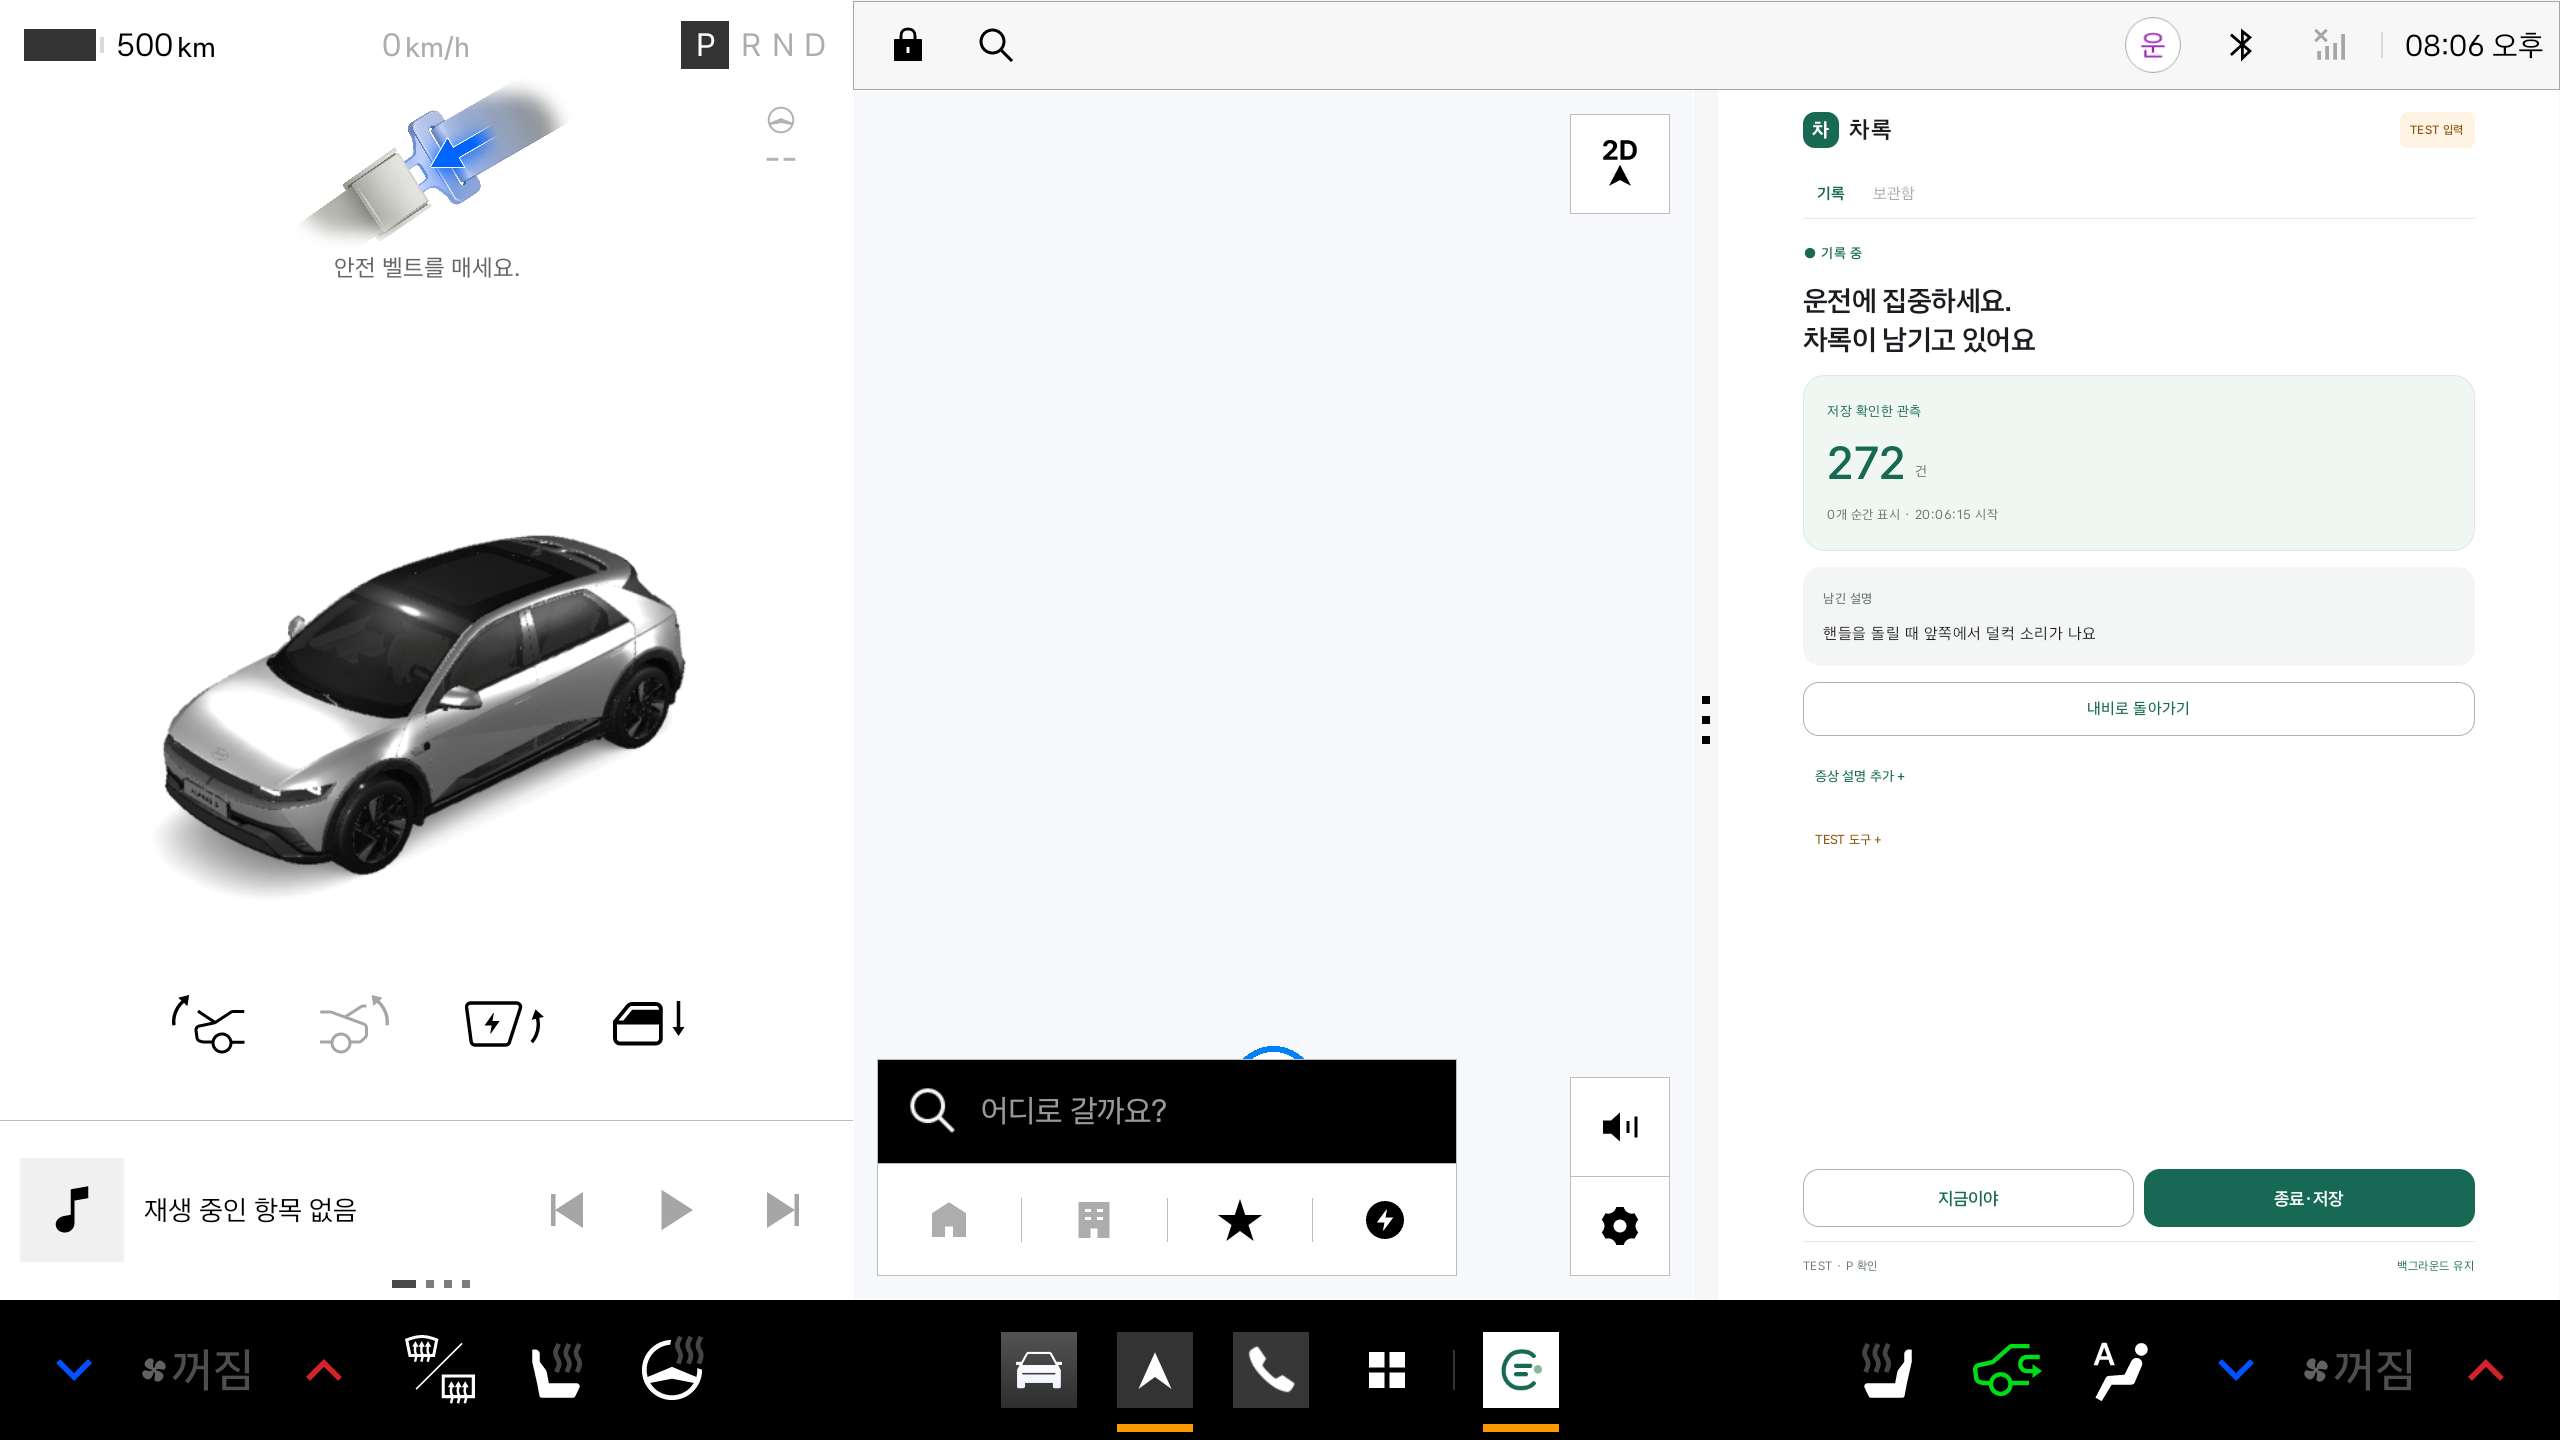 500 km
0 km/h
P R N D
안전 벨트를 매세요.
재생 중인 항목 없음
운
08:06 오후
2D
어디로 갈까요?
차 차록
TEST 입력
기록 보관함
기록 중
운전에 집중하세요.
차록이 남기고 있어요
저장 확인한 관측
272 건
0개 순간 표시 · 20:06:15 시작
남긴 설명
핸들을 돌릴 때 앞쪽에서 덜컥 소리가 나요
내비로 돌아가기
증상 설명 추가 +
TEST 도구 +
지금이야
종료·저장
TEST · P 확인
백그라운드 유지
꺼짐
A
꺼짐